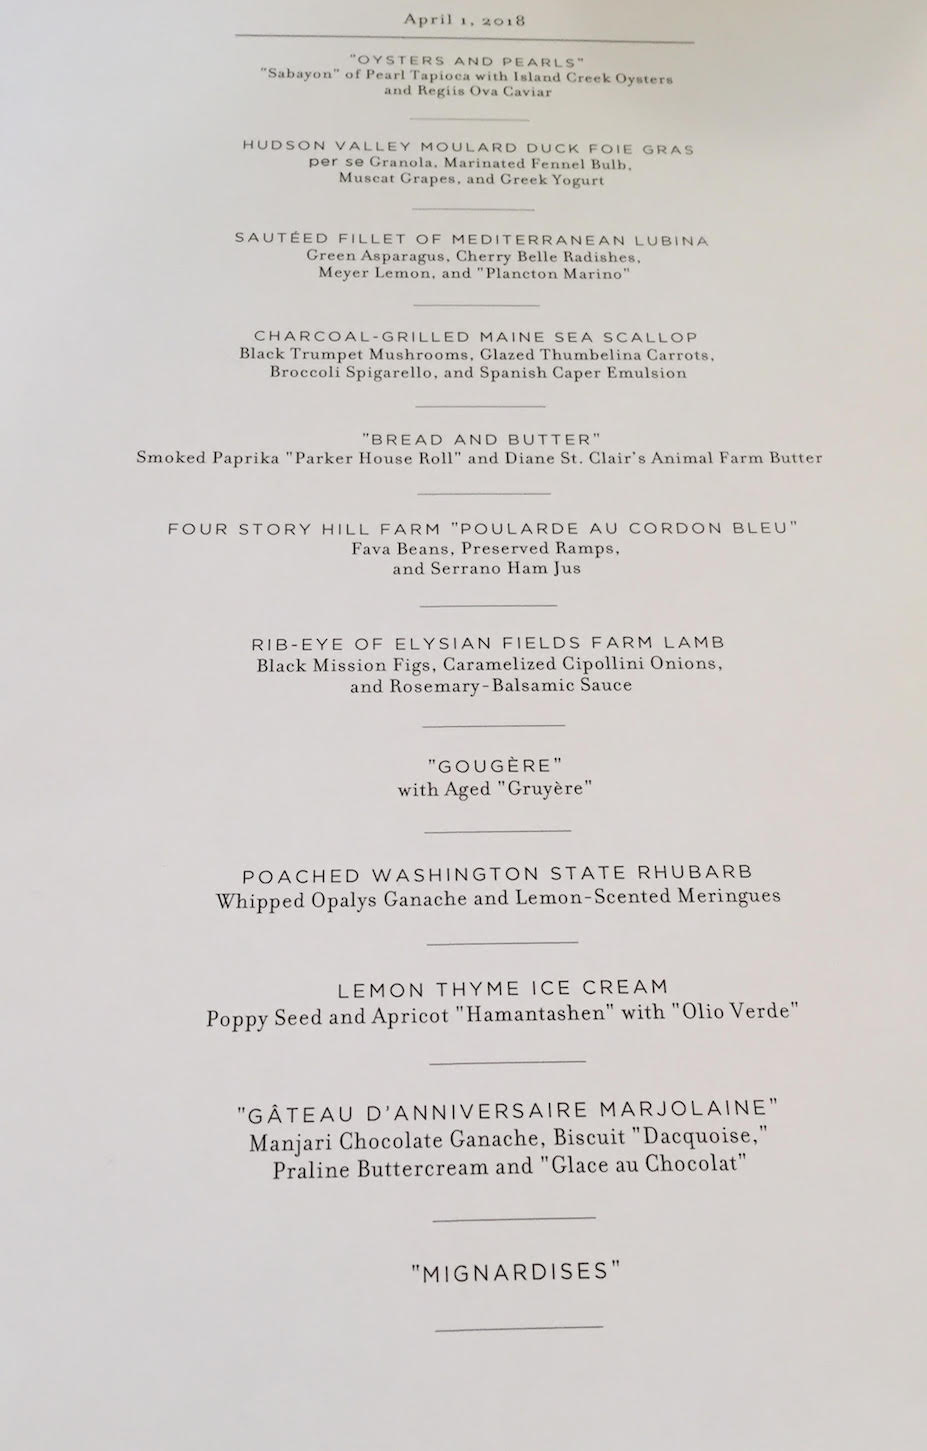 April 1, 2018
"OYSTERS AND PEARLS"
"Sabayon" of Pearl Tapioca with Island Creek Oysters
and Regiis Ova Caviar
HUDSON VALLEY MOULARD DUCK FOIE GRAS
per se Granola, Marinated Fennel Bulb,
Muscat Grapes, and Greek Yogurt
SAUTÉED FILLET OF MEDITERRANEAN LUBINA
Green Asparagus, Cherry Belle Radishes,
Meyer Lemon, and "Plancton Marino"
CHARCOAL-GRILLED MAINE SEA SCALLOP
Black Trumpet Mushrooms, Glazed Thumbelina Carrots,
Broccoli Spigarello, and Spanish Caper Emulsion
"BREAD AND BUTTER"
Smoked Paprika "Parker House Roll" and Diane St. Clair's Animal Farm Butter
FOUR STORY HILL FARM "POULARDE AU CORDON BLEU"
Fava Beans, Preserved Ramps,
and Serrano Ham Jus
RIB-EYE OF ELYSIAN FIELDS FARM LAMB
Black Mission Figs, Caramelized Cipollini Onions,
and Rosemary-Balsamic Sauce
"GOUGÈRE"
with Aged "Gruyère"
POACHED WASHINGTON STATE RHUBARB
Whipped Opalys Ganache and Lemon-Scented Meringues
LEMON THYME ICE CREAM
Poppy Seed and Apricot "Hamantashen" with "Olio Verde"
"GÂTEAU D'ANNIVERSAIRE MARJOLAINE"
Manjari Chocolate Ganache, Biscuit "Dacquoise,"
Praline Buttercream and "Glace au Chocolat"
"MIGNARDISES"